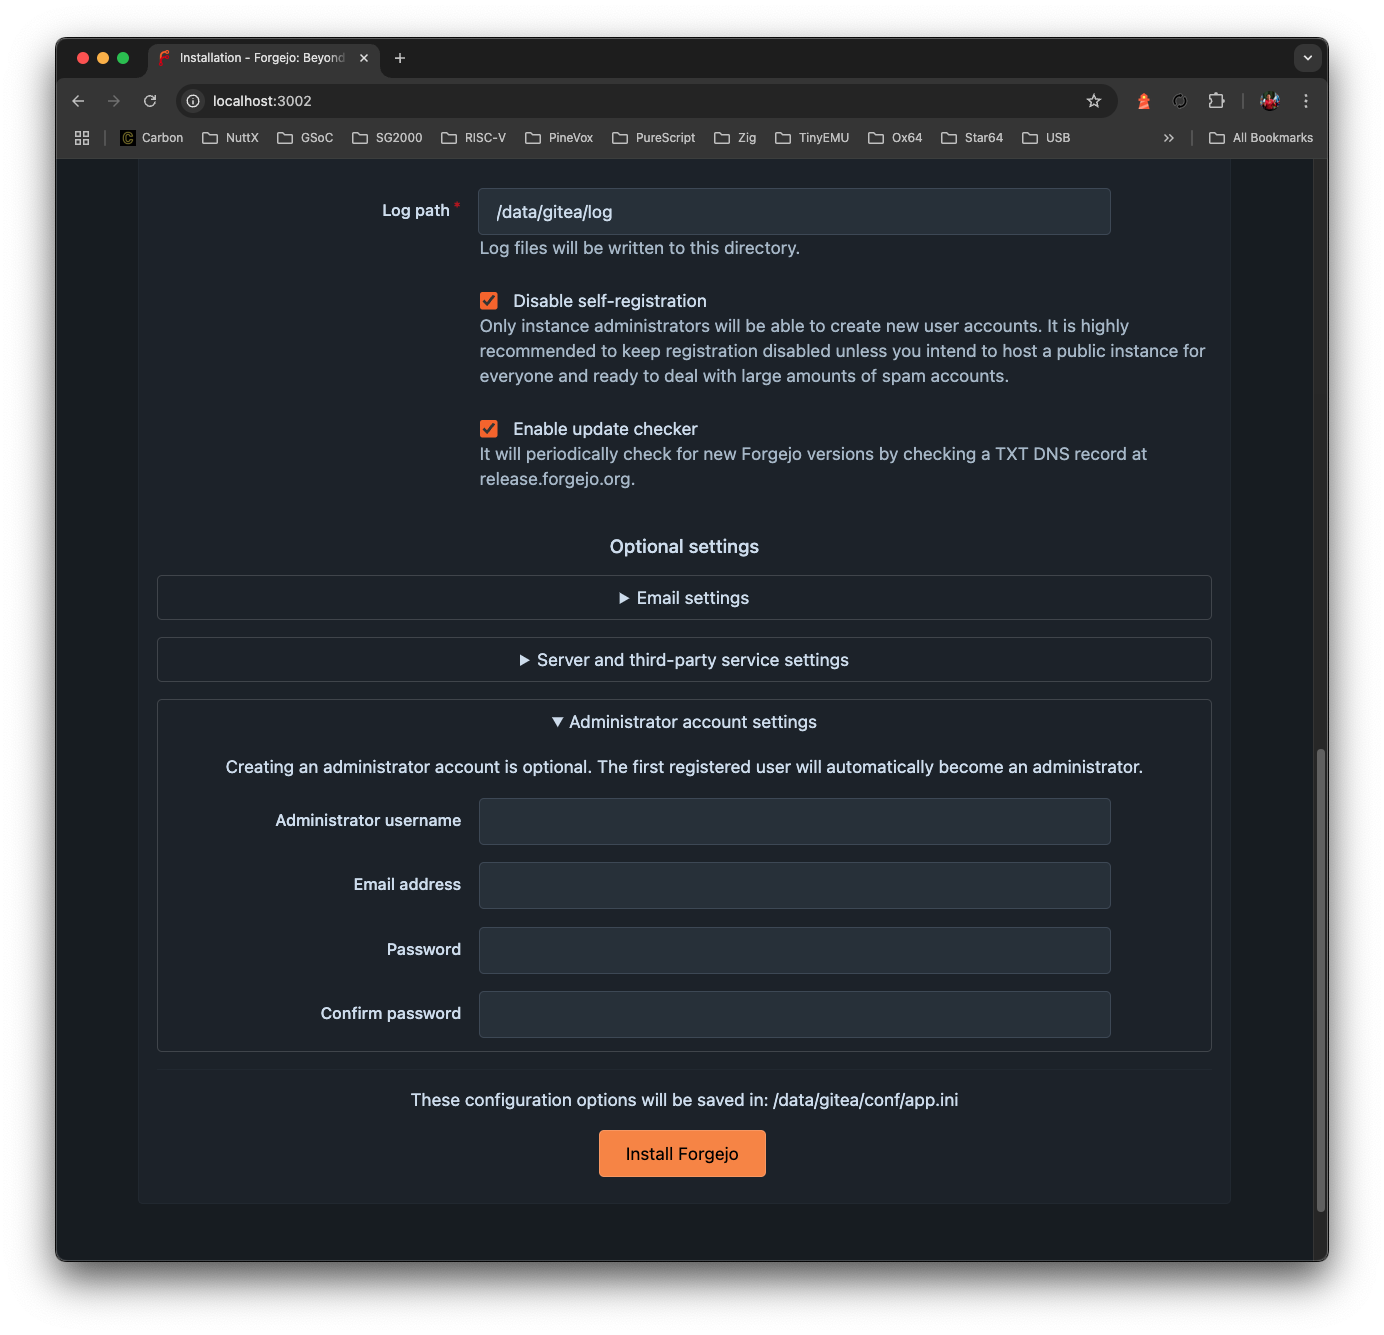 Installation - Forgejo: Beyond
localhost:3002
Carbon NuttX GSoC SG2000 RISC-V PineVox PureScript Zig TinyEMU Ox64 Star64 USB » All Bookmarks
Log path *
/data/gitea/log
Log files will be written to this directory.
Disable self-registration
Only instance administrators will be able to create new user accounts. It is highly
recommended to keep registration disabled unless you intend to host a public instance for
everyone and ready to deal with large amounts of spam accounts.
Enable update checker
It will periodically check for new Forgejo versions by checking a TXT DNS record at
release.forgejo.org.
Optional settings
Email settings
Server and third-party service settings
Administrator account settings
Creating an administrator account is optional. The first registered user will automatically become an administrator.
Administrator username
Email address
Password
Confirm password
These configuration options will be saved in: /data/gitea/conf/app.ini
Install Forgejo